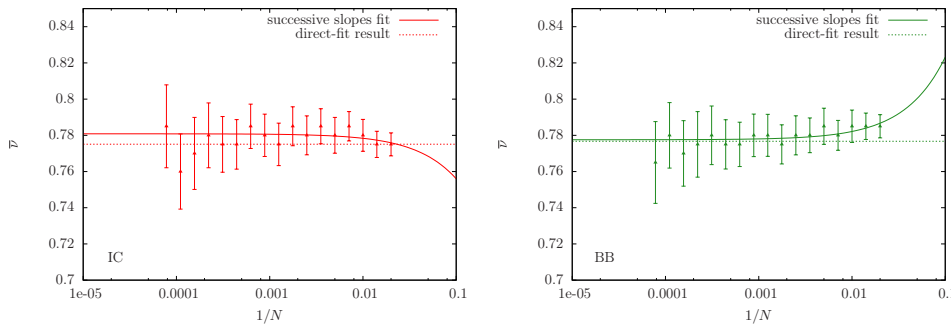 0.84
0.82
0.8
0.78
0.76
0.74
0.72
0.7
ν̅
successive slopes fit
direct-fit result
IC
1e-05
0.0001
0.001
0.01
0.1
1/N
0.84
0.82
0.8
0.78
0.76
0.74
0.72
0.7
ν̅
successive slopes fit
direct-fit result
BB
1e-05
0.0001
0.001
0.01
0.
1/N